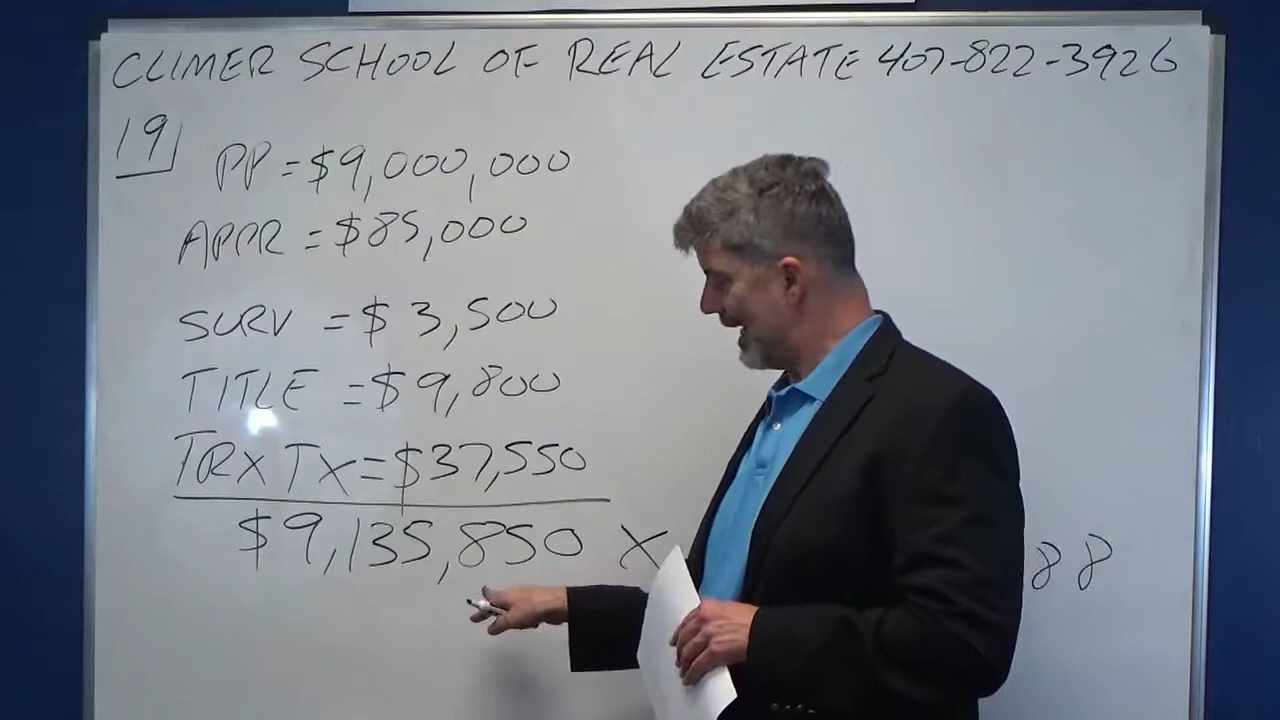 CLIMER SCHOOL OF REAL ESTATE 407-822-3926
19
PP = $9,000,000
APPR = $85,000
SURV = $3,500
TITLE = $9,800
TRX TX = $37,550
$9,135,850 X 88